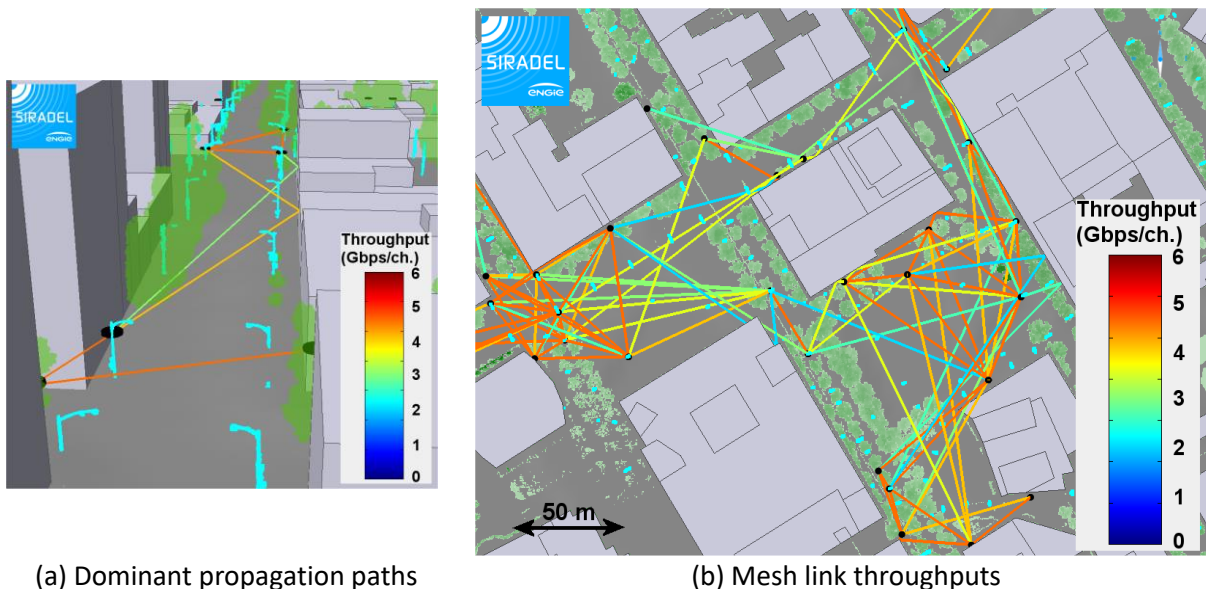 SIRADEL
ENGIE
Throughput
(Gbps/ch.)
6
5
4
3
2
1
0
(a) Dominant propagation paths
SIRADEL
ENGIE
Throughput
(Gbps/ch.)
6
5
4
3
2
1
0
50 m
(b) Mesh link throughputs